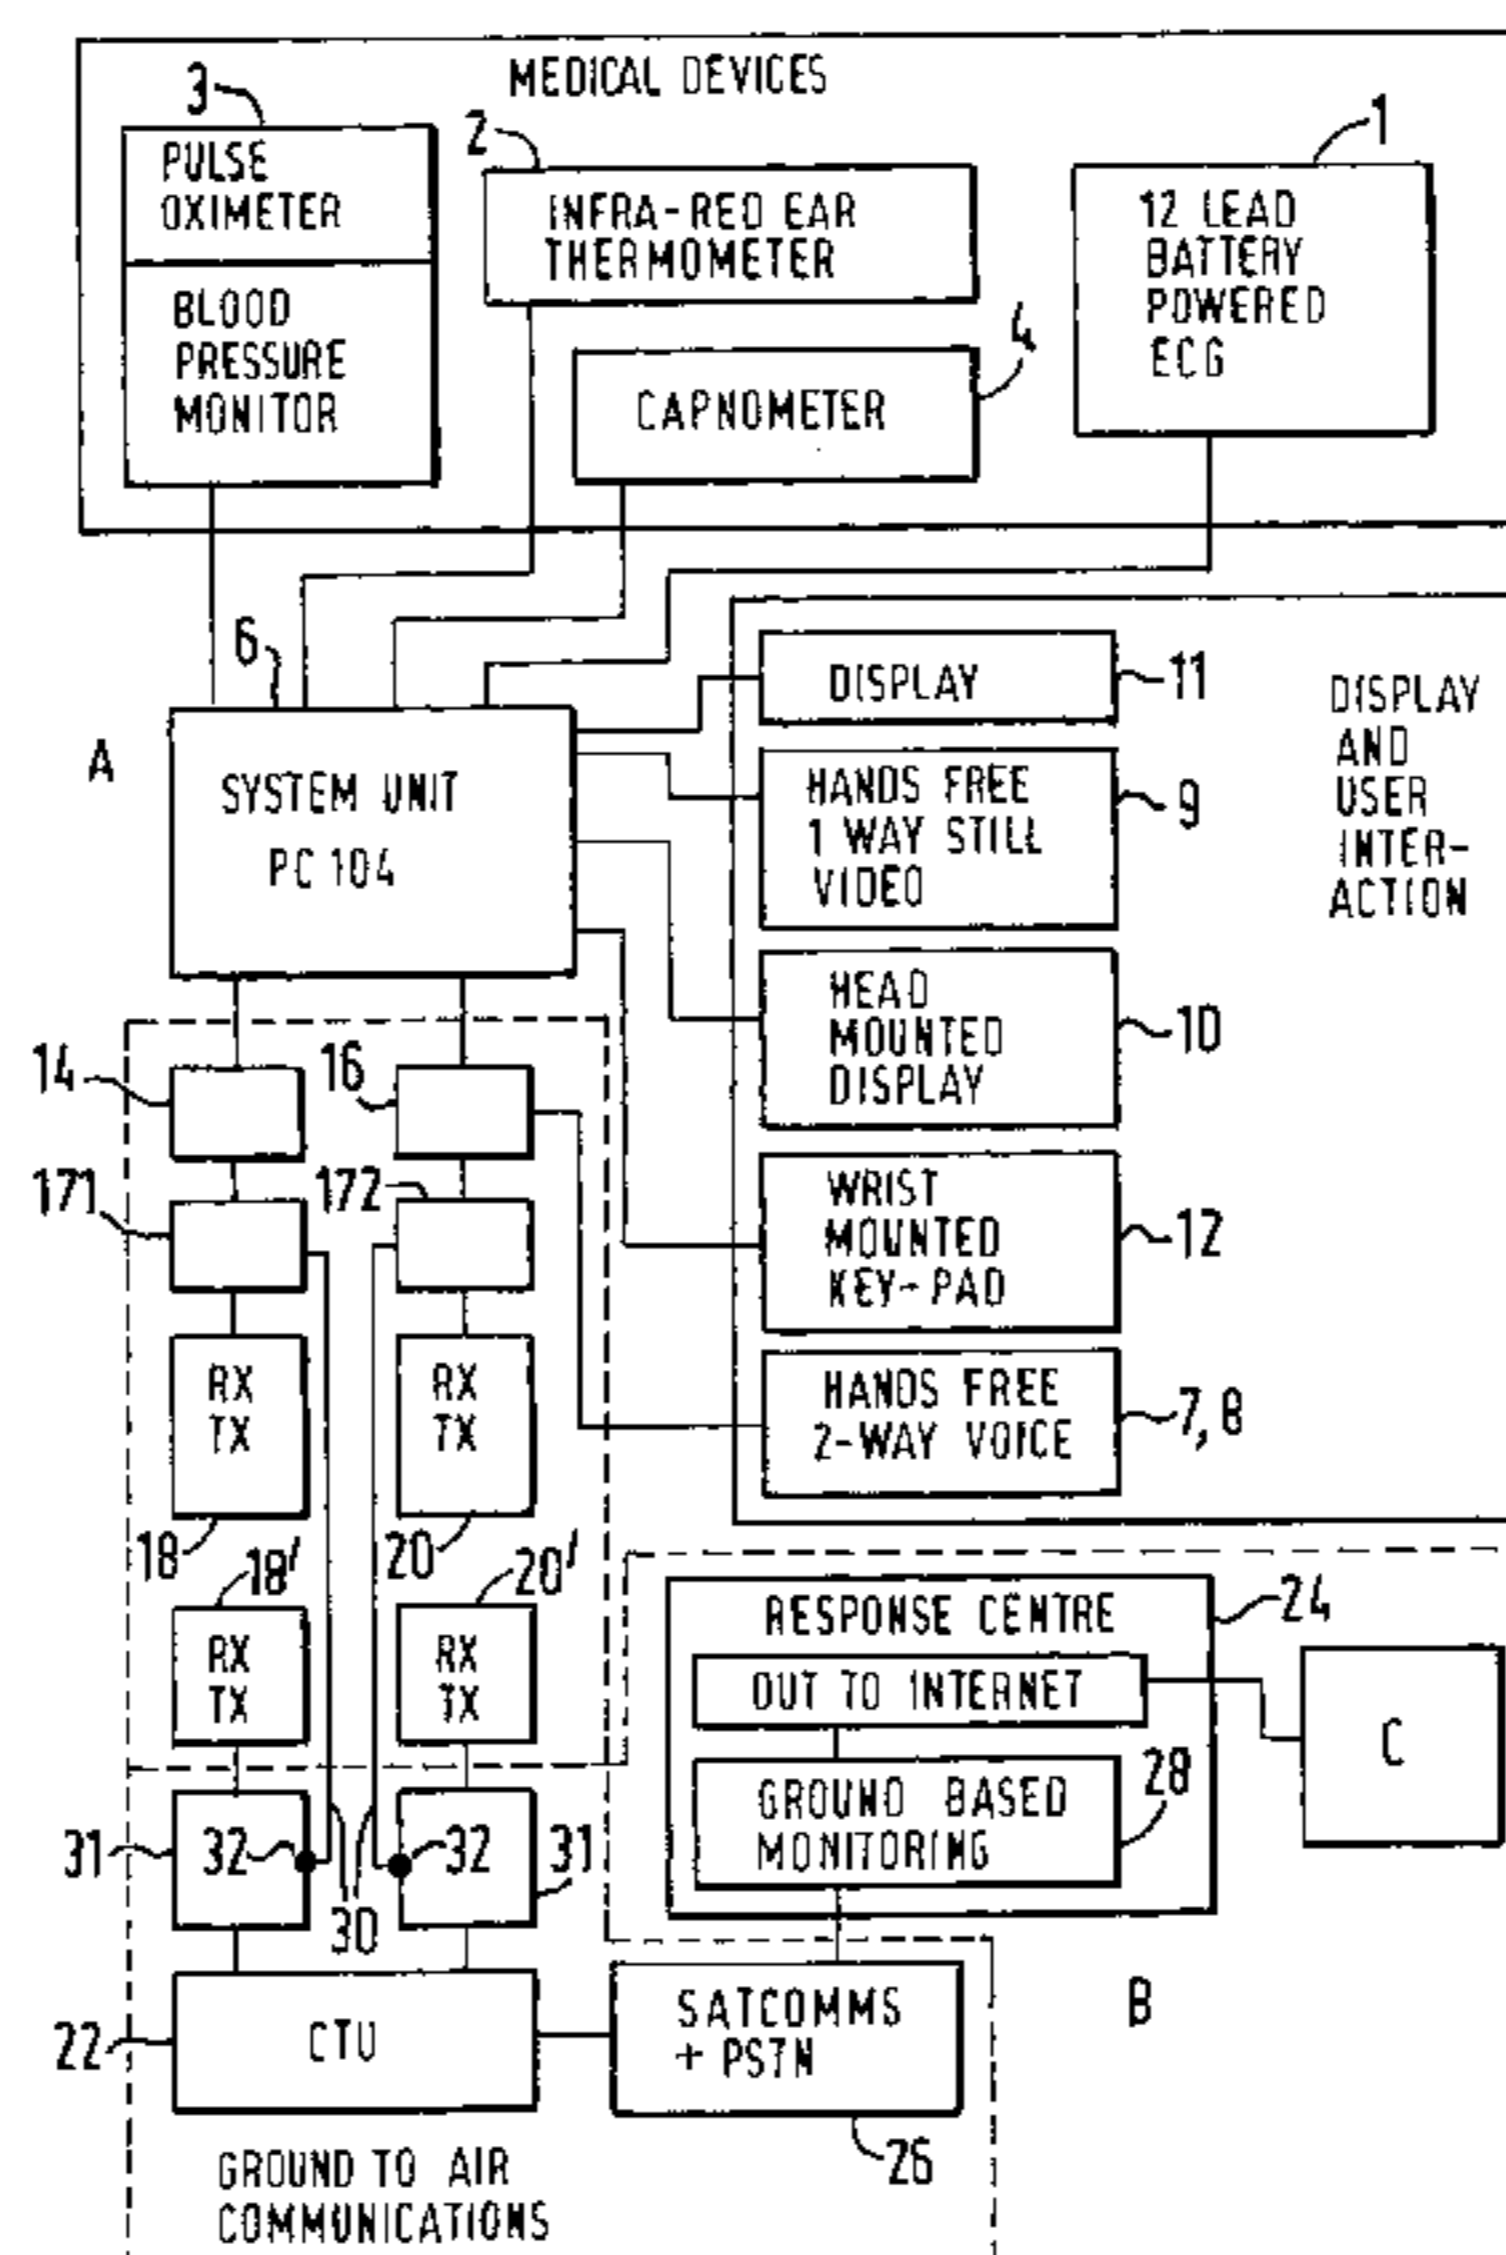 MEDICAL DEVICES
3
PULSE
OXIMETER
BLOOD
PRESSURE
MONITOR
2
INFRA-RED EAR
THERMOMETER
4
CAPNOMETER
1
12 LEAD
BATTERY
POWERED
ECG
6
A
SYSTEM UNIT
PC 104
DISPLAY
11
HANDS FREE
1 WAY STILL
VIDEO
9
HEAD
MOUNTED
DISPLAY
10
WRIST
MOUNTED
KEY-PAD
12
HANDS FREE
2-WAY VOICE
7, 8
DISPLAY
AND
USER
INTER-
ACTION
14
16
171
172
RX
TX
18
RX
TX
20
18'
RX
TX
20'
RX
TX
31
32
30
32
31
22
CTU
RESPONSE CENTRE
24
OUT TO INTERNET
GROUND BASED
MONITORING
28
C
SATCOMMS
+ PSTN
26
B
GROUND TO AIR
COMMUNICATIONS